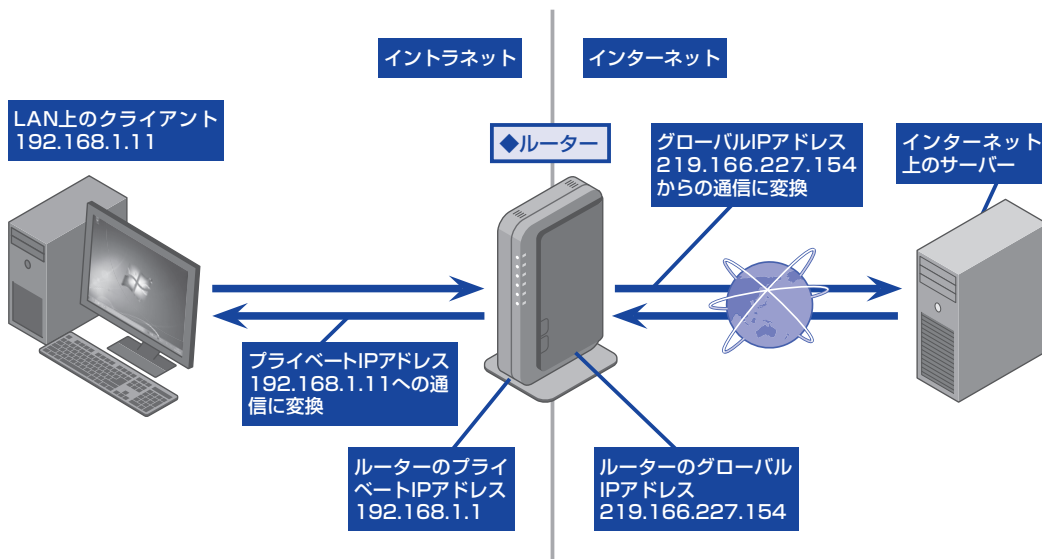 イントラネット
インターネット
LAN上のクライアント
192.168.1.11
◆ルーター
グローバルIPアドレス
219.166.227.154
からの通信に変換
インターネット
上のサーバー
プライベートIPアドレス
192.168.1.11への通
信に変換
ルーターのプライ
ベートIPアドレス
192.168.1.1
ルーターのグローバル
IPアドレス
219.166.227.154